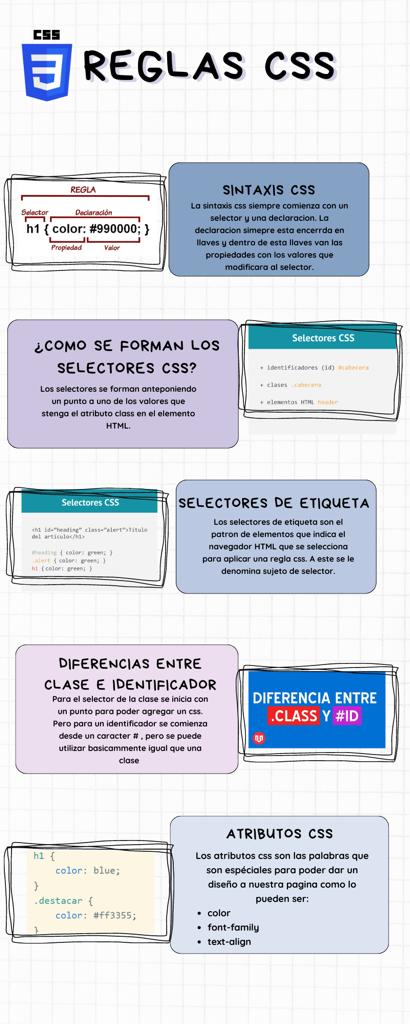 CSS
REGLAS CSS
REGLA
Selector
Declaración
h1 { color: #990000; }
Propiedad
Valor
SINTAXIS CSS
La sintaxis css siempre comienza con un
selector y una declaracion. La
declaracion simepre esta encerrda en
llaves y dentro de esta llaves van las
propiedades con los valores que
modificara al selector.
¿COMO SE FORMAN LOS
SELECTORES CSS?
Los selectores se forman anteponiendo
un punto a uno de los valores que
stenga el atributo class en el elemento
HTML.
Selectores CSS
+ identificadores (id) #cabecera
+ clases .cabecera
+ elementos HTML header
Selectores CSS
<h1 id="heading" class="alert">Título
del artículo</h1>
#heading { color: green; }
.alert { color: green; }
h1 { color: green; }
SELECTORES DE ETIQUETA
Los selectores de etiqueta son el
patron de elementos que indica el
navegador HTML que se selecciona
para aplicar una regla css. A este se le
denomina sujeto de selector.
DIFERENCIAS ENTRE
CLASE E IDENTIFICADOR
Para el selector de la clase se inicia con
un punto para poder agregar un css.
Pero para un identificador se comienza
desde un caracter # , pero se puede
utilizar basicammente igual que una
clase
DIFERENCIA ENTRE
.CLASS Y #ID
ATRIBUTOS CSS
Los atributos css son las palabras que
son espéciales para poder dar un
diseño a nuestra pagina como lo
pueden ser:
• color
• font-family
• text-align
h1 {
color: blue;
}
.destacar {
color: #ff3355;
}